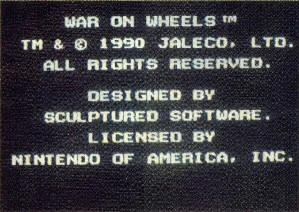 WAR ON WHEELS™
TM & © 1990 JALECO, LTD.
ALL RIGHTS RESERVED.
DESIGNED BY
SCULPTURED SOFTWARE.
LICENSED BY
NINTENDO OF AMERICA, INC.